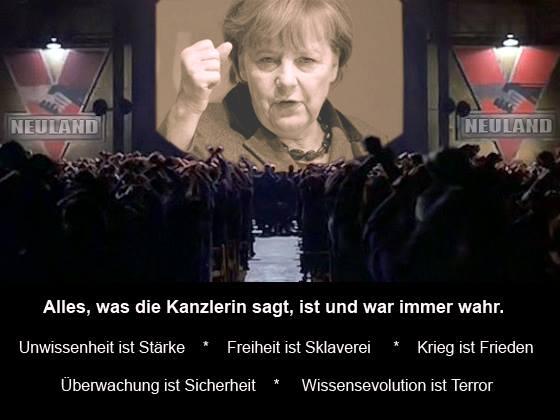 NEULAND
NEULAND
Alles, was die Kanzlerin sagt, ist und war immer wahr.
Unwissenheit ist Stärke * Freiheit ist Sklaverei * Krieg ist Frieden
Überwachung ist Sicherheit * Wissensevolution ist Terror